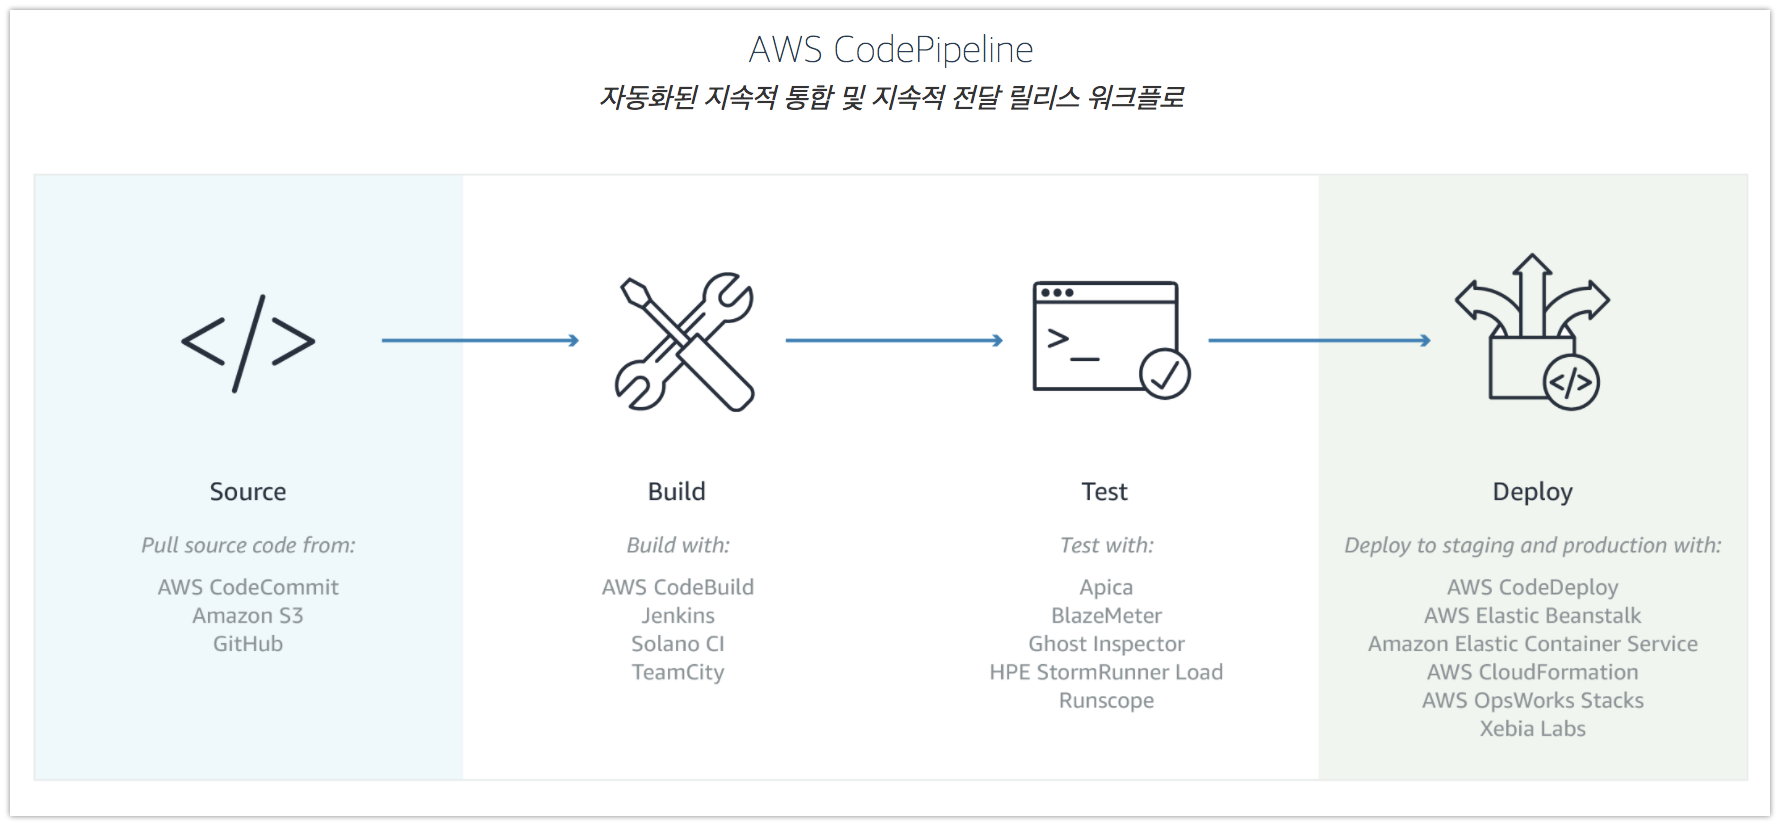 AWS CodePipeline
자동화된 지속적 통합 및 지속적 전달 릴리스 워크플로
Source
Pull source code from:
AWS CodeCommit
Amazon S3
GitHub
Build
Build with:
AWS CodeBuild
Jenkins
Solano CI
TeamCity
Test
Test with:
Apica
BlazeMeter
Ghost Inspector
HPE StormRunner Load
Runscope
Deploy
Deploy to staging and production with:
AWS CodeDeploy
AWS Elastic Beanstalk
Amazon Elastic Container Service
AWS CloudFormation
AWS OpsWorks Stacks
Xebia Labs